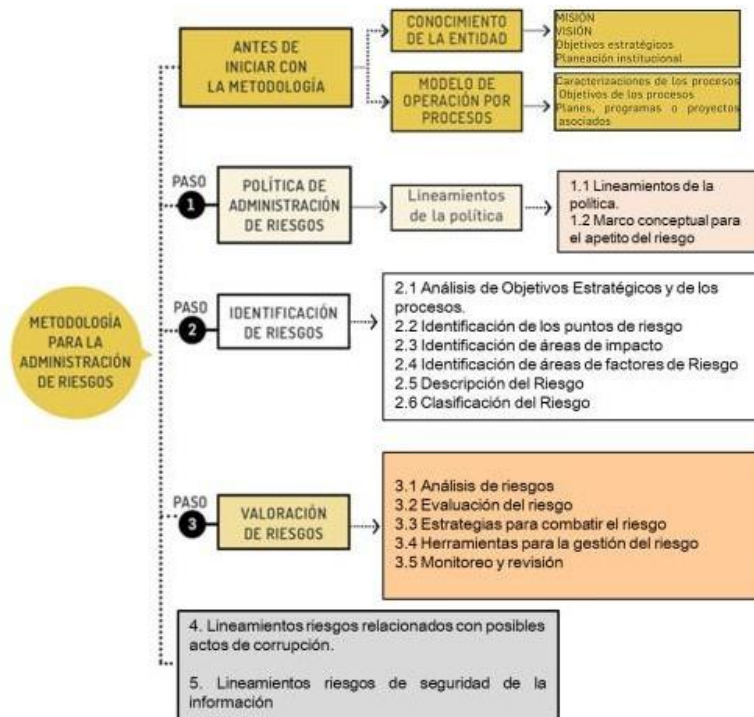 ANTES DE
INICIAR CON
LA METODOLOGÍA
CONOCIMIENTO
DE LA ENTIDAD
MISIÓN
VISIÓN
Objetivos estratégicos
Planeación institucional
MODELO DE
OPERACIÓN POR
PROCESOS
Caracterizaciones de los procesos
Objetivos de los procesos
Planes, programas o proyectos
asociados
PASO
1
POLÍTICA DE
ADMINISTRACIÓN
DE RIESGOS
Lineamientos
de la política
1.1 Lineamientos de la
política.
1.2 Marco conceptual para
el apetito del riesgo
METODOLOGÍA
PARA LA
ADMINISTRACIÓN
DE RIESGOS
PASO
2
IDENTIFICACIÓN
DE RIESGOS
2.1 Análisis de Objetivos Estratégicos y de los
procesos.
2.2 Identificación de los puntos de riesgo
2.3 Identificación de áreas de impacto
2.4 Identificación de áreas de factores de Riesgo
2.5 Descripción del Riesgo
2.6 Clasificación del Riesgo
PASO
3
VALORACIÓN
DE RIESGOS
3.1 Análisis de riesgos
3.2 Evaluación del riesgo
3.3 Estrategias para combatir el riesgo
3.4 Herramientas para la gestión del riesgo
3.5 Monitoreo y revisión
4. Lineamientos riesgos relacionados con posibles
actos de corrupción.
5. Lineamientos riesgos de seguridad de la
información